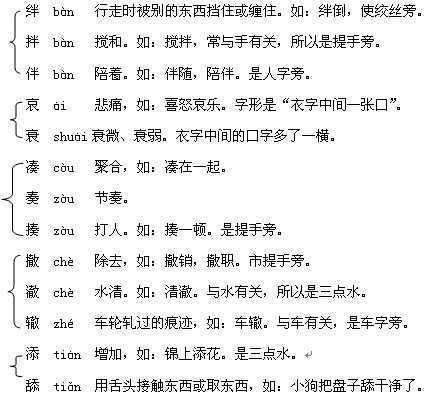 绊 bàn 行走时被别的东西挡住或缠住。如：绊倒，使绞丝旁。
拌 bàn 搅和。如：搅拌，常与手有关，所以是提手旁。
伴 bàn 陪着。如：伴随，陪伴。是人字旁。
哀 āi 悲痛，如：喜怒哀乐。字形是“衣字中间一张口”。
衰 shuāi 衰微、衰弱。衣字中间的口字多了一横。
凑 còu 聚合，如：凑在一起。
奏 zòu 节奏。
揍 zòu 打人。如：揍一顿。是提手旁。
撤 chè 除去，如：撤销，撤职。市提手旁。
澈 chè 水清。如：清澈。与水有关，所以是三点水。
辙 zhé 车轮轧过的痕迹，如：车辙。与车有关，是车字旁。
添 tiān 增加，如：锦上添花。是三点水。
舔 tiǎn 用舌头接触东西或取东西，如：小狗把盘子舔干净了。